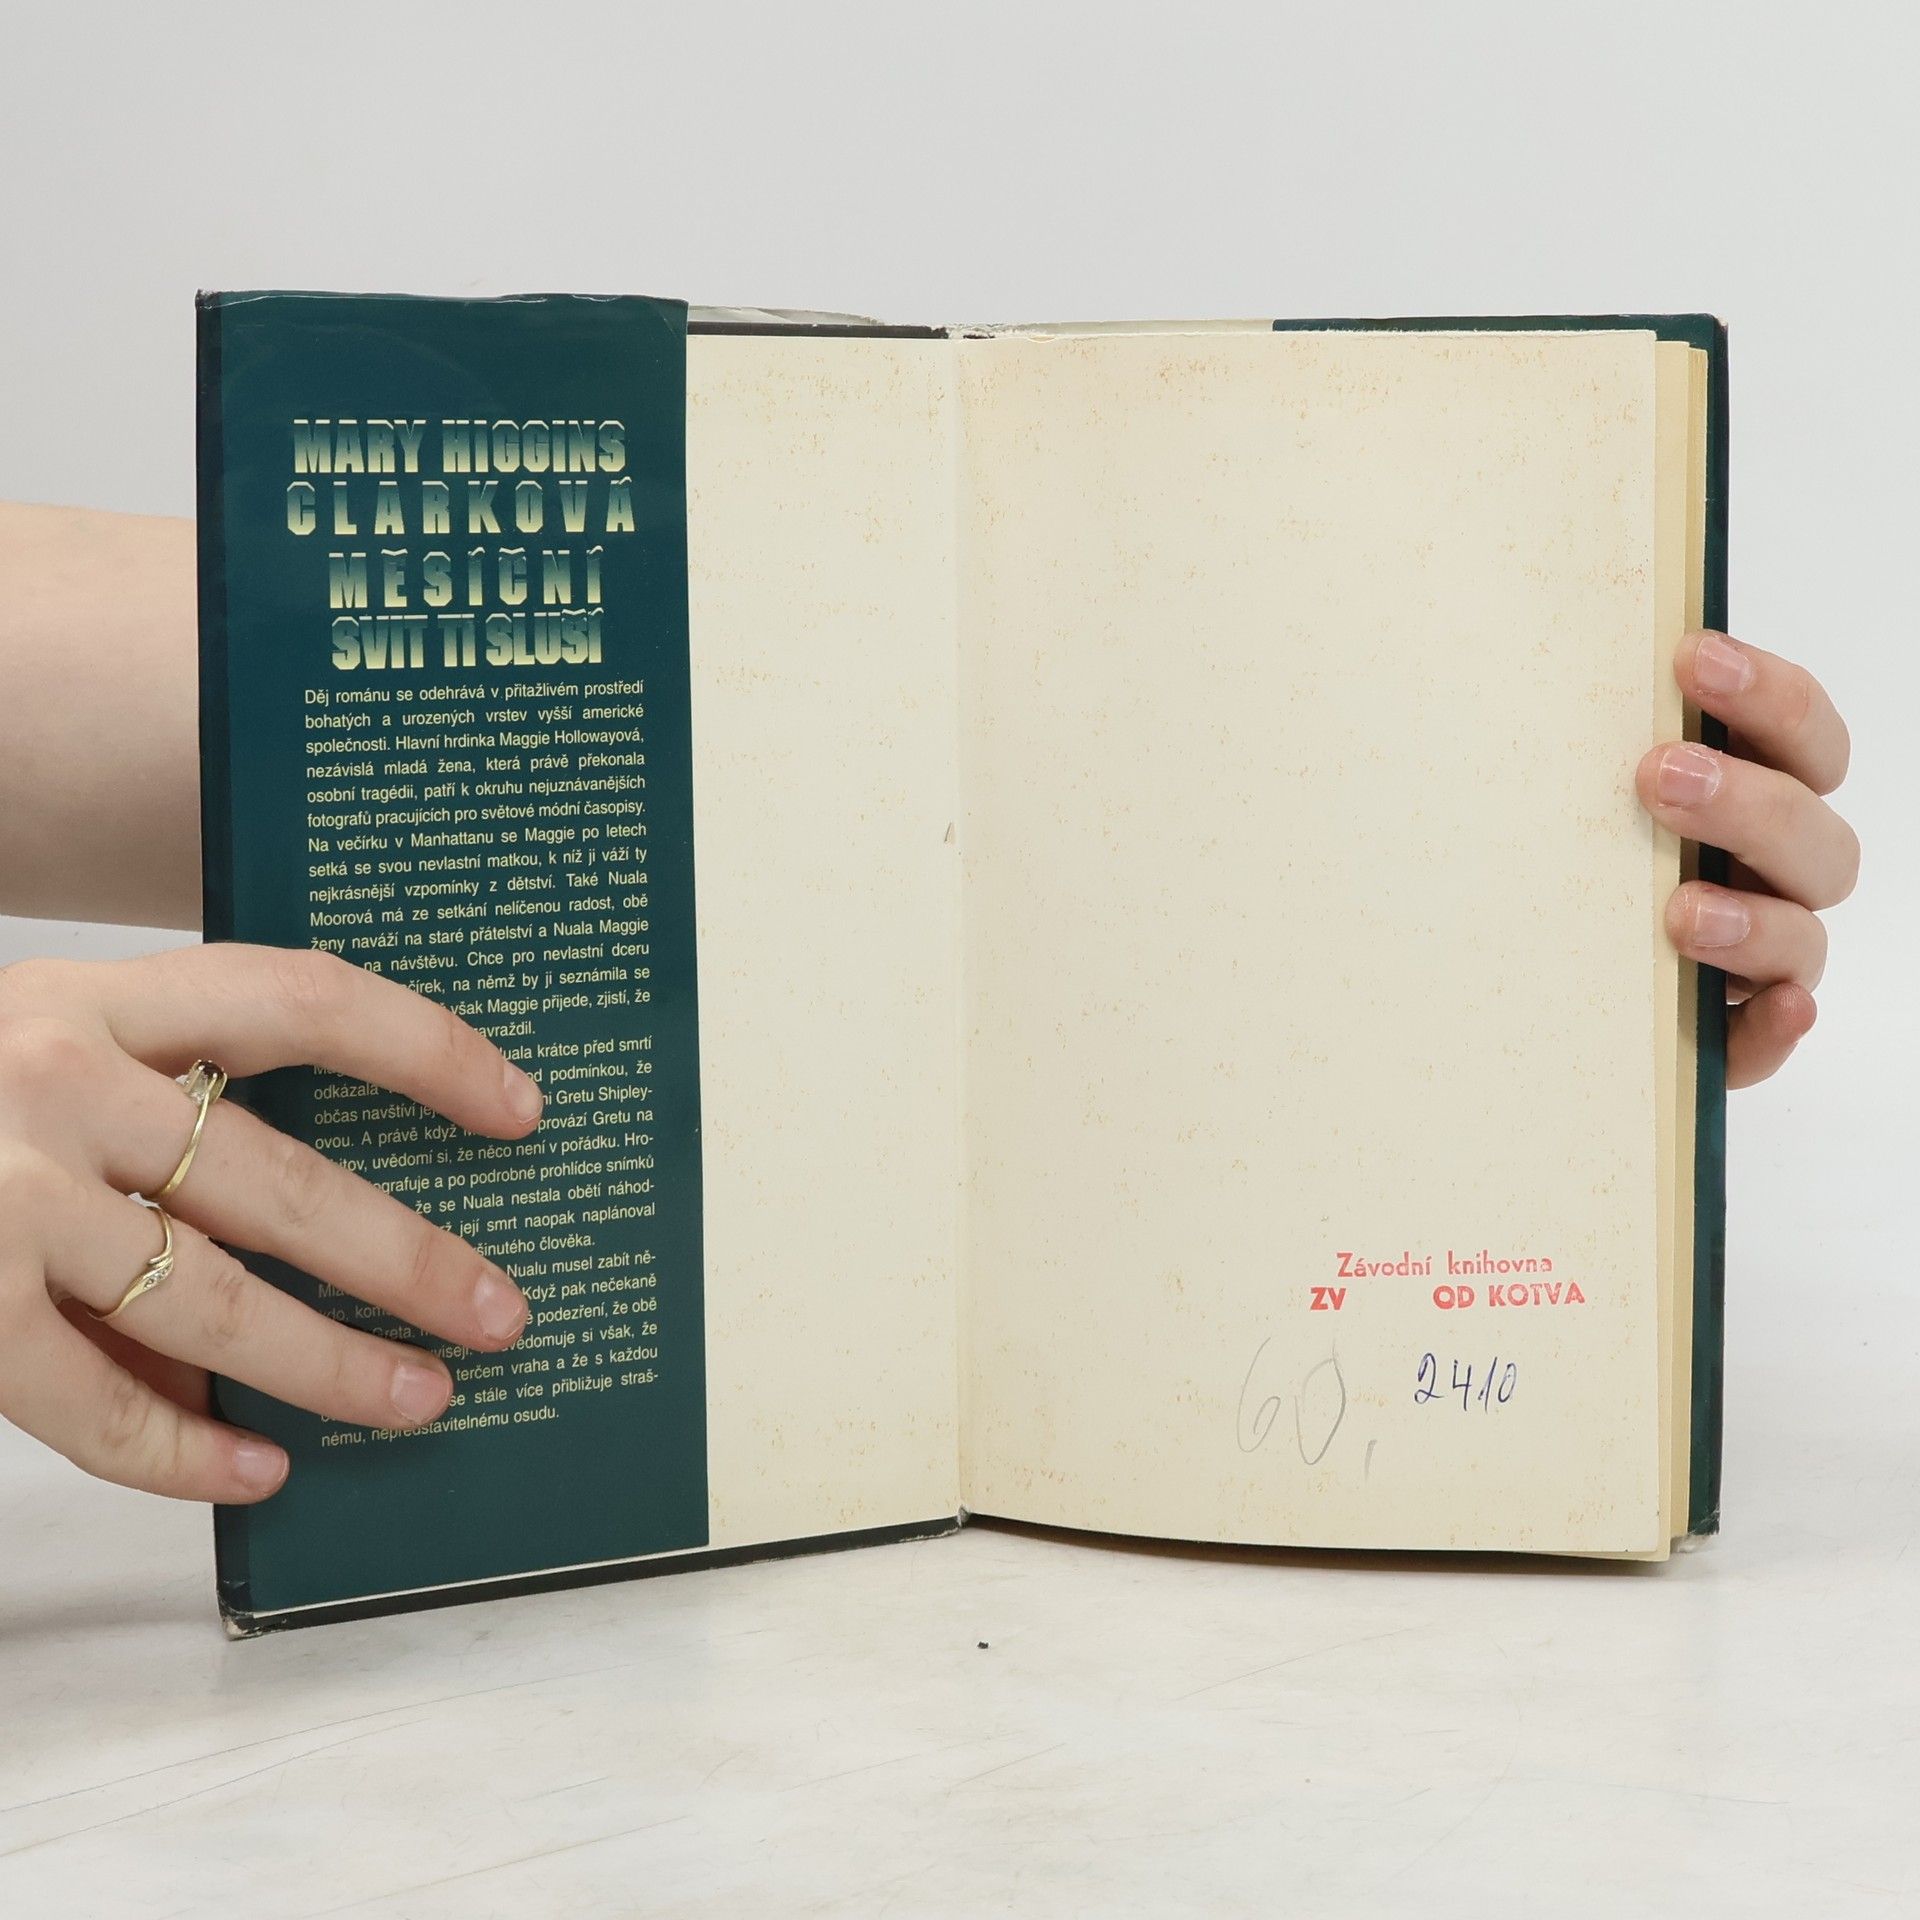 MARY HIGGINS
CLARKOVÁ
MĚSÍČNÍ
SVIT TI SLUŠÍ
Děj románu se odehrává v přitažlivém prostředí
bohatých a urozených vrstev vyšší americké
společnosti. Hlavní hrdinka Maggie Hollowayová,
nezávislá mladá žena, která právě překonala
osobní tragédii, patří k okruhu nejuznávanějších
fotografů pracujících pro světové módní časopisy.
Na večírku v Manhattanu se Maggie po letech
setká se svou nevlastní matkou, k níž ji váží ty
nejkrásnější vzpomínky z dětství. Také Nuala
Moorová má ze setkání nelíčenou radost, obě
ženy naváží na staré přátelství a Nuala Maggie
na návštěvu. Chce pro nevlastní dceru
na němž by ji seznámila se
však Maggie přijede, zjistí, že
krátce před smrtí
odkázala podmínkou, že
občas navštíví Gretu Shipley-
ovou. A právě když provází Gretu na
uvědomí si, že něco není v pořádku. Hro-
a po podrobné prohlídce snímků
že se Nuala nestala obětí náhod-
její smrt naopak naplánoval
člověka.
Nualu musel zabít ně-
Když pak nečekaně
Greta. podezření, že obě
si však, že
terčem vraha a že s každou
se stále více přibližuje straš-
nému, nepředstavitelnému osudu.
Závodní knihovna
ZV OD KOTVA
60,
2410